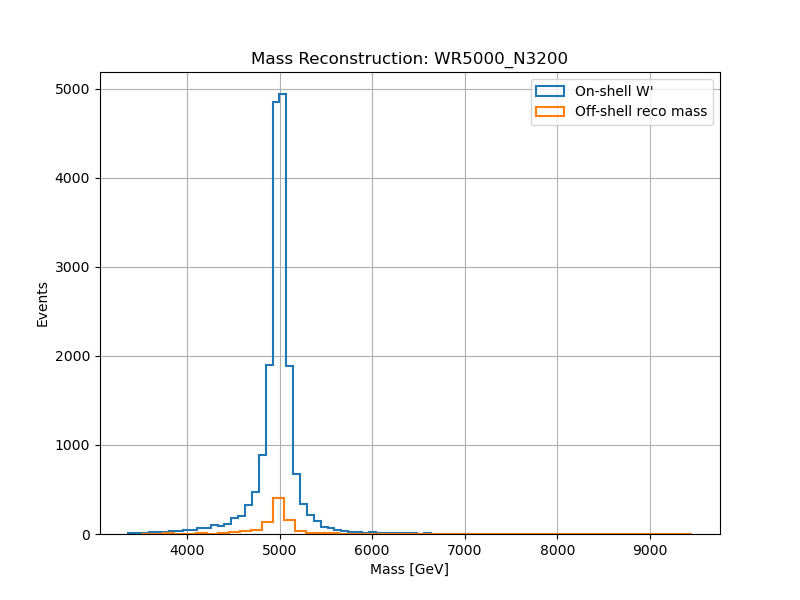 Mass Reconstruction: WR5000_N3200
On-shell W'
Off-shell reco mass
5000
4000
3000
2000
1000
0
Events
4000 5000 6000 7000 8000 9000
Mass [GeV]